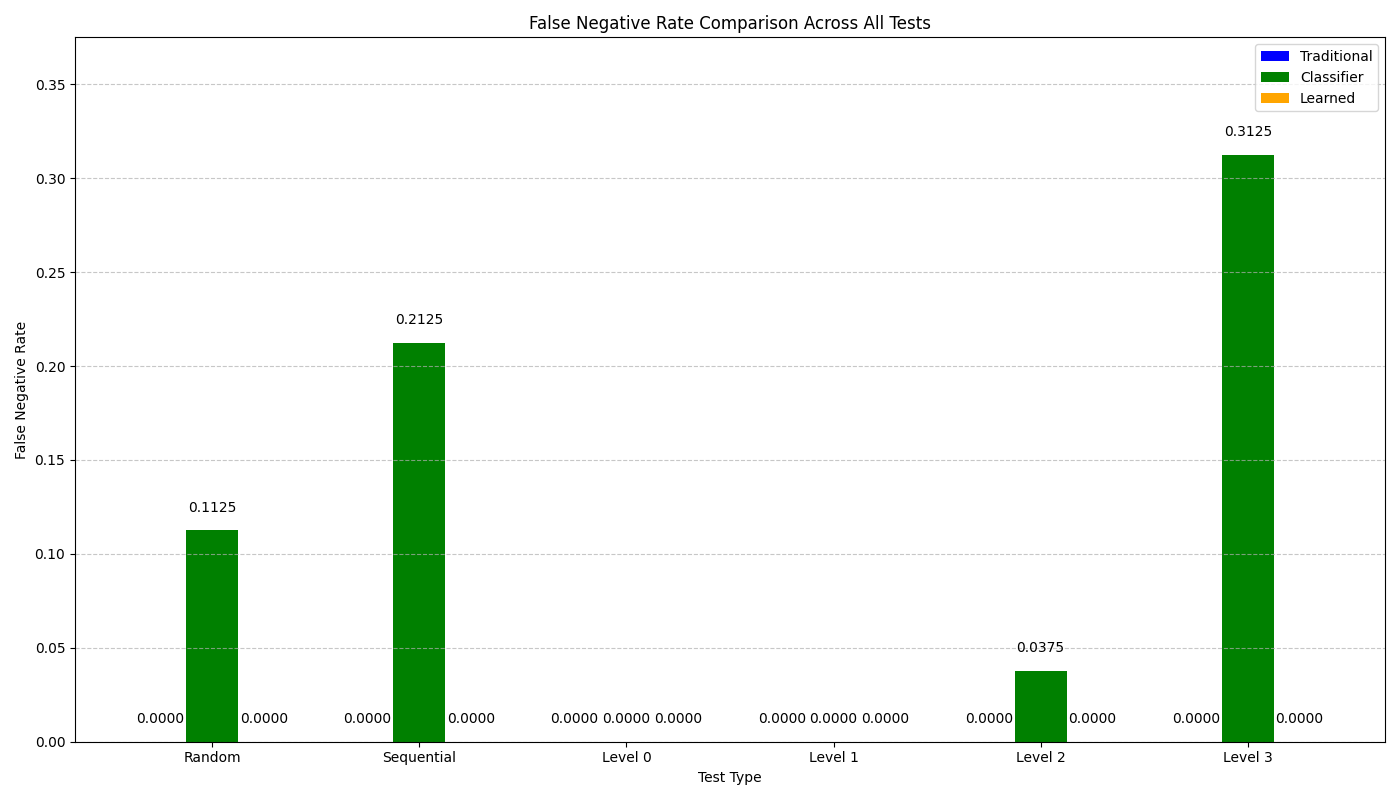 False Negative Rate Comparison Across All Tests
Traditional
Classifier
Learned
False Negative Rate
0.35
0.30
0.25
0.20
0.15
0.10
0.05
0.00
0.3125
0.2125
0.1125
0.0375
0.0000 0.0000 0.0000 0.0000 0.0000 0.0000 0.0000 0.0000 0.0000 0.0000 0.0000 0.0000 0.0000 0.0000
Random Sequential Level 0 Level 1 Level 2 Level 3
Test Type